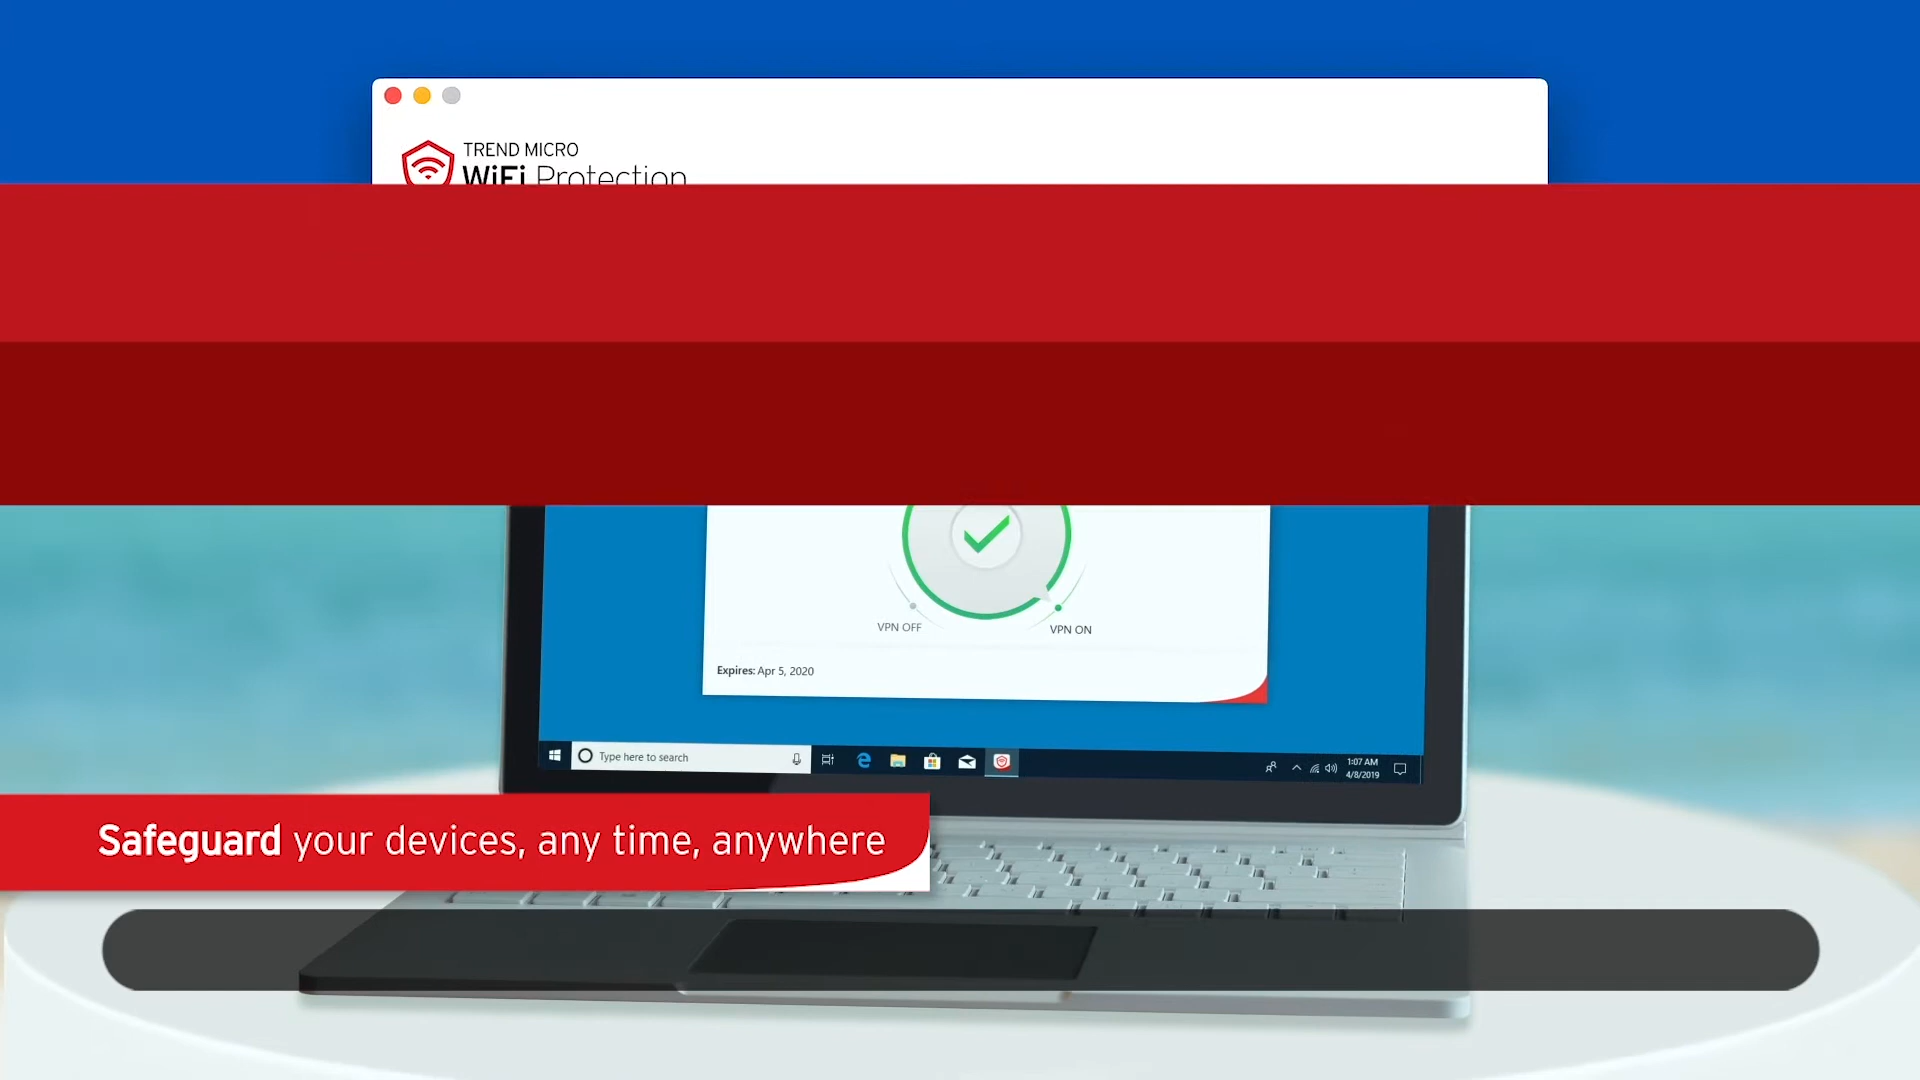 TREND MICRO
WiFi Protection
VPN OFF
VPN ON
Expires: Apr 5, 2020
Type here to search
1:07 AM
4/8/2019
Safeguard your devices, any time, anywhere